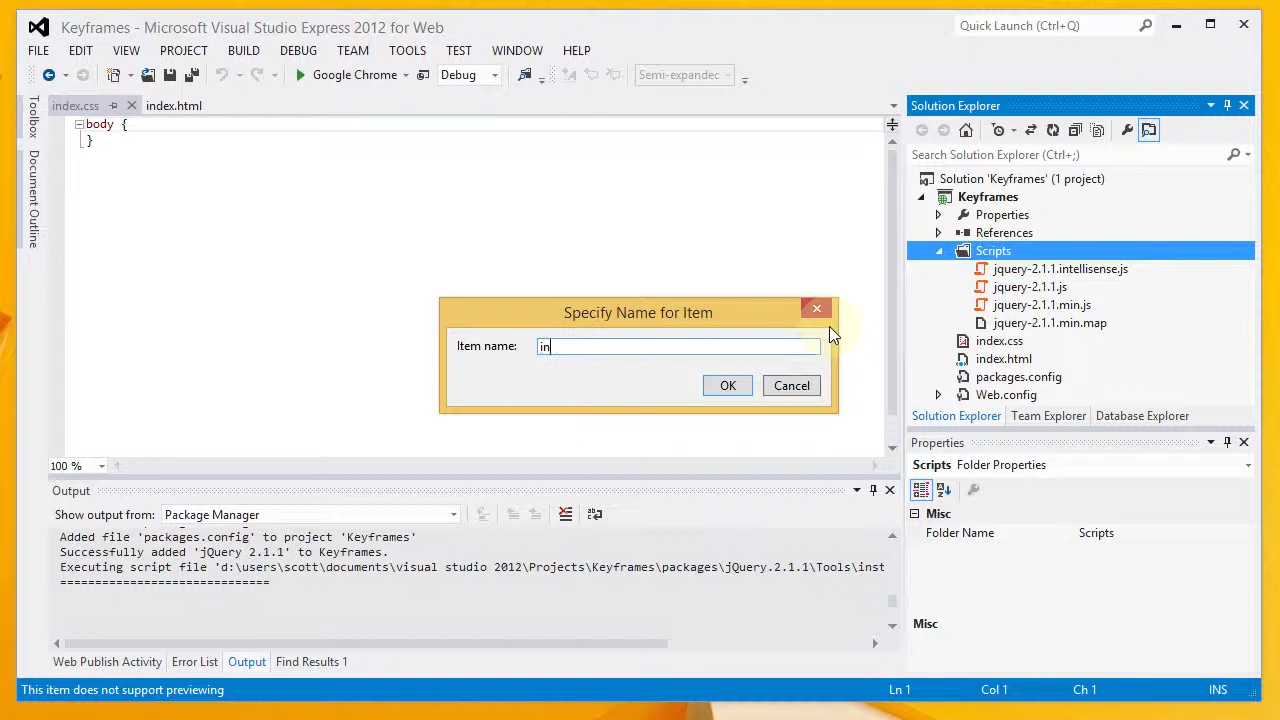 Keyframes - Microsoft Visual Studio Express 2012 for Web
Quick Launch (Ctrl+Q)
FILE EDIT VIEW PROJECT BUILD DEBUG TEAM TOOLS TEST WINDOW HELP
Google Chrome Debug Semi-expandec
Toolbox
Document Outline
index.css index.html
body {
}
100 %
Specify Name for Item
Item name: in
OK Cancel
Output
Show output from: Package Manager
Added file 'packages.config' to project 'Keyframes'
Successfully added 'jQuery 2.1.1' to Keyframes.
Executing script file 'd:\users\scott\documents\visual studio 2012\Projects\Keyframes\packages\jQuery.2.1.1\Tools\inst
==============================
Web Publish Activity Error List Output Find Results 1
Solution Explorer
Search Solution Explorer (Ctrl+;)
Solution 'Keyframes' (1 project)
Keyframes
Properties
References
Scripts
jquery-2.1.1.intellisense.js
jquery-2.1.1.js
jquery-2.1.1.min.js
jquery-2.1.1.min.map
index.css
index.html
packages.config
Web.config
Solution Explorer Team Explorer Database Explorer
Properties
Scripts Folder Properties
Misc
Folder Name Scripts
Misc
This item does not support previewing Ln 1 Col 1 Ch 1 INS